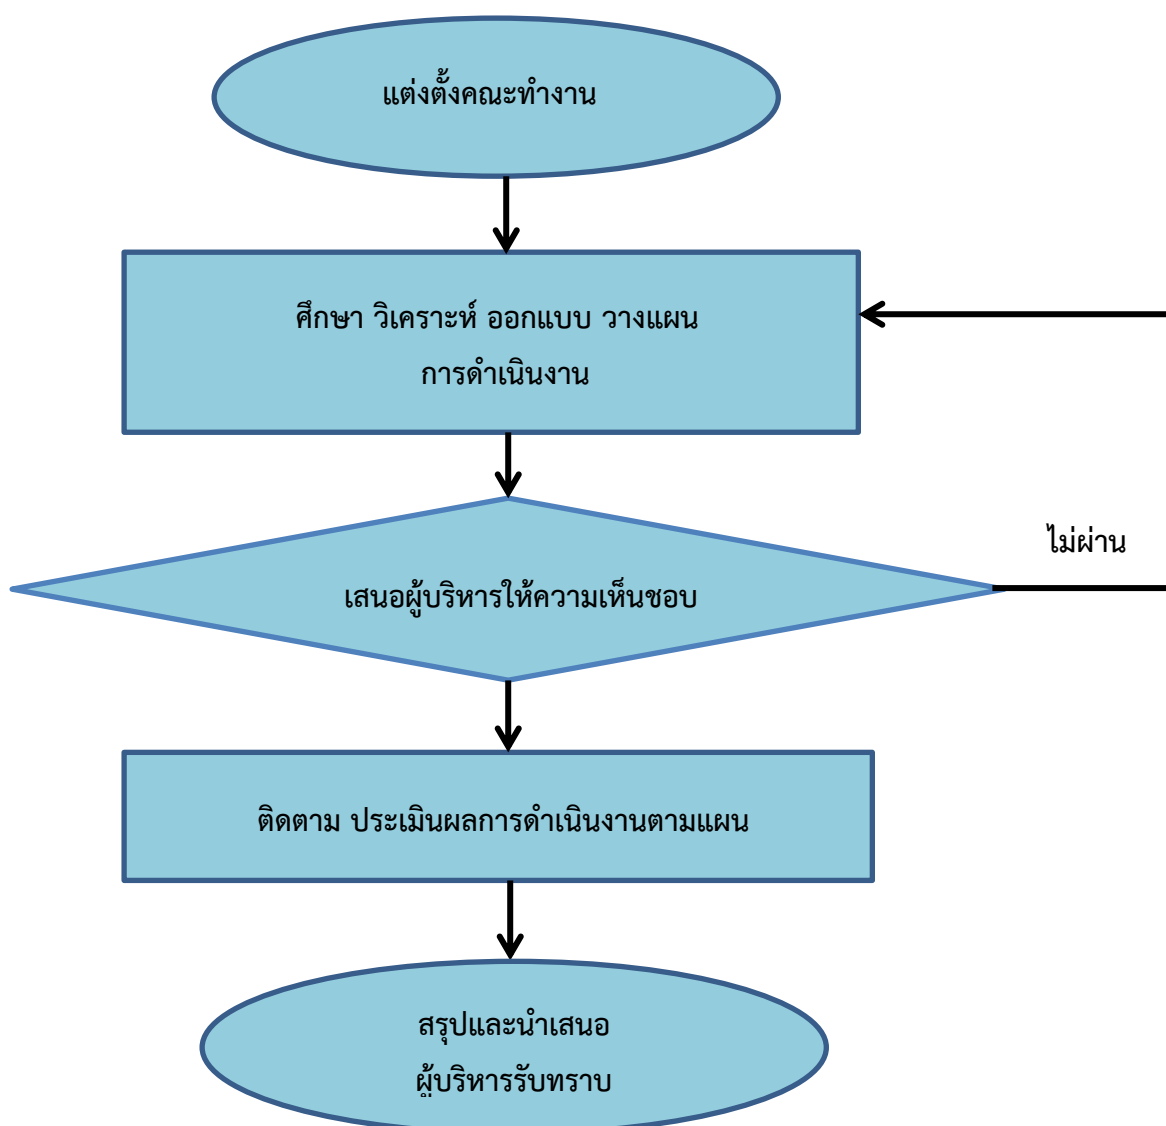 แต่งตั้งคณะทำงาน
ศึกษา วิเคราะห์ ออกแบบ วางแผน
การดำเนินงาน
ไม่ผ่าน
เสนอผู้บริหารให้ความเห็นชอบ
ติดตาม ประเมินผลการดำเนินงานตามแผน
สรุปและนำเสนอ
ผู้บริหารรับทราบ